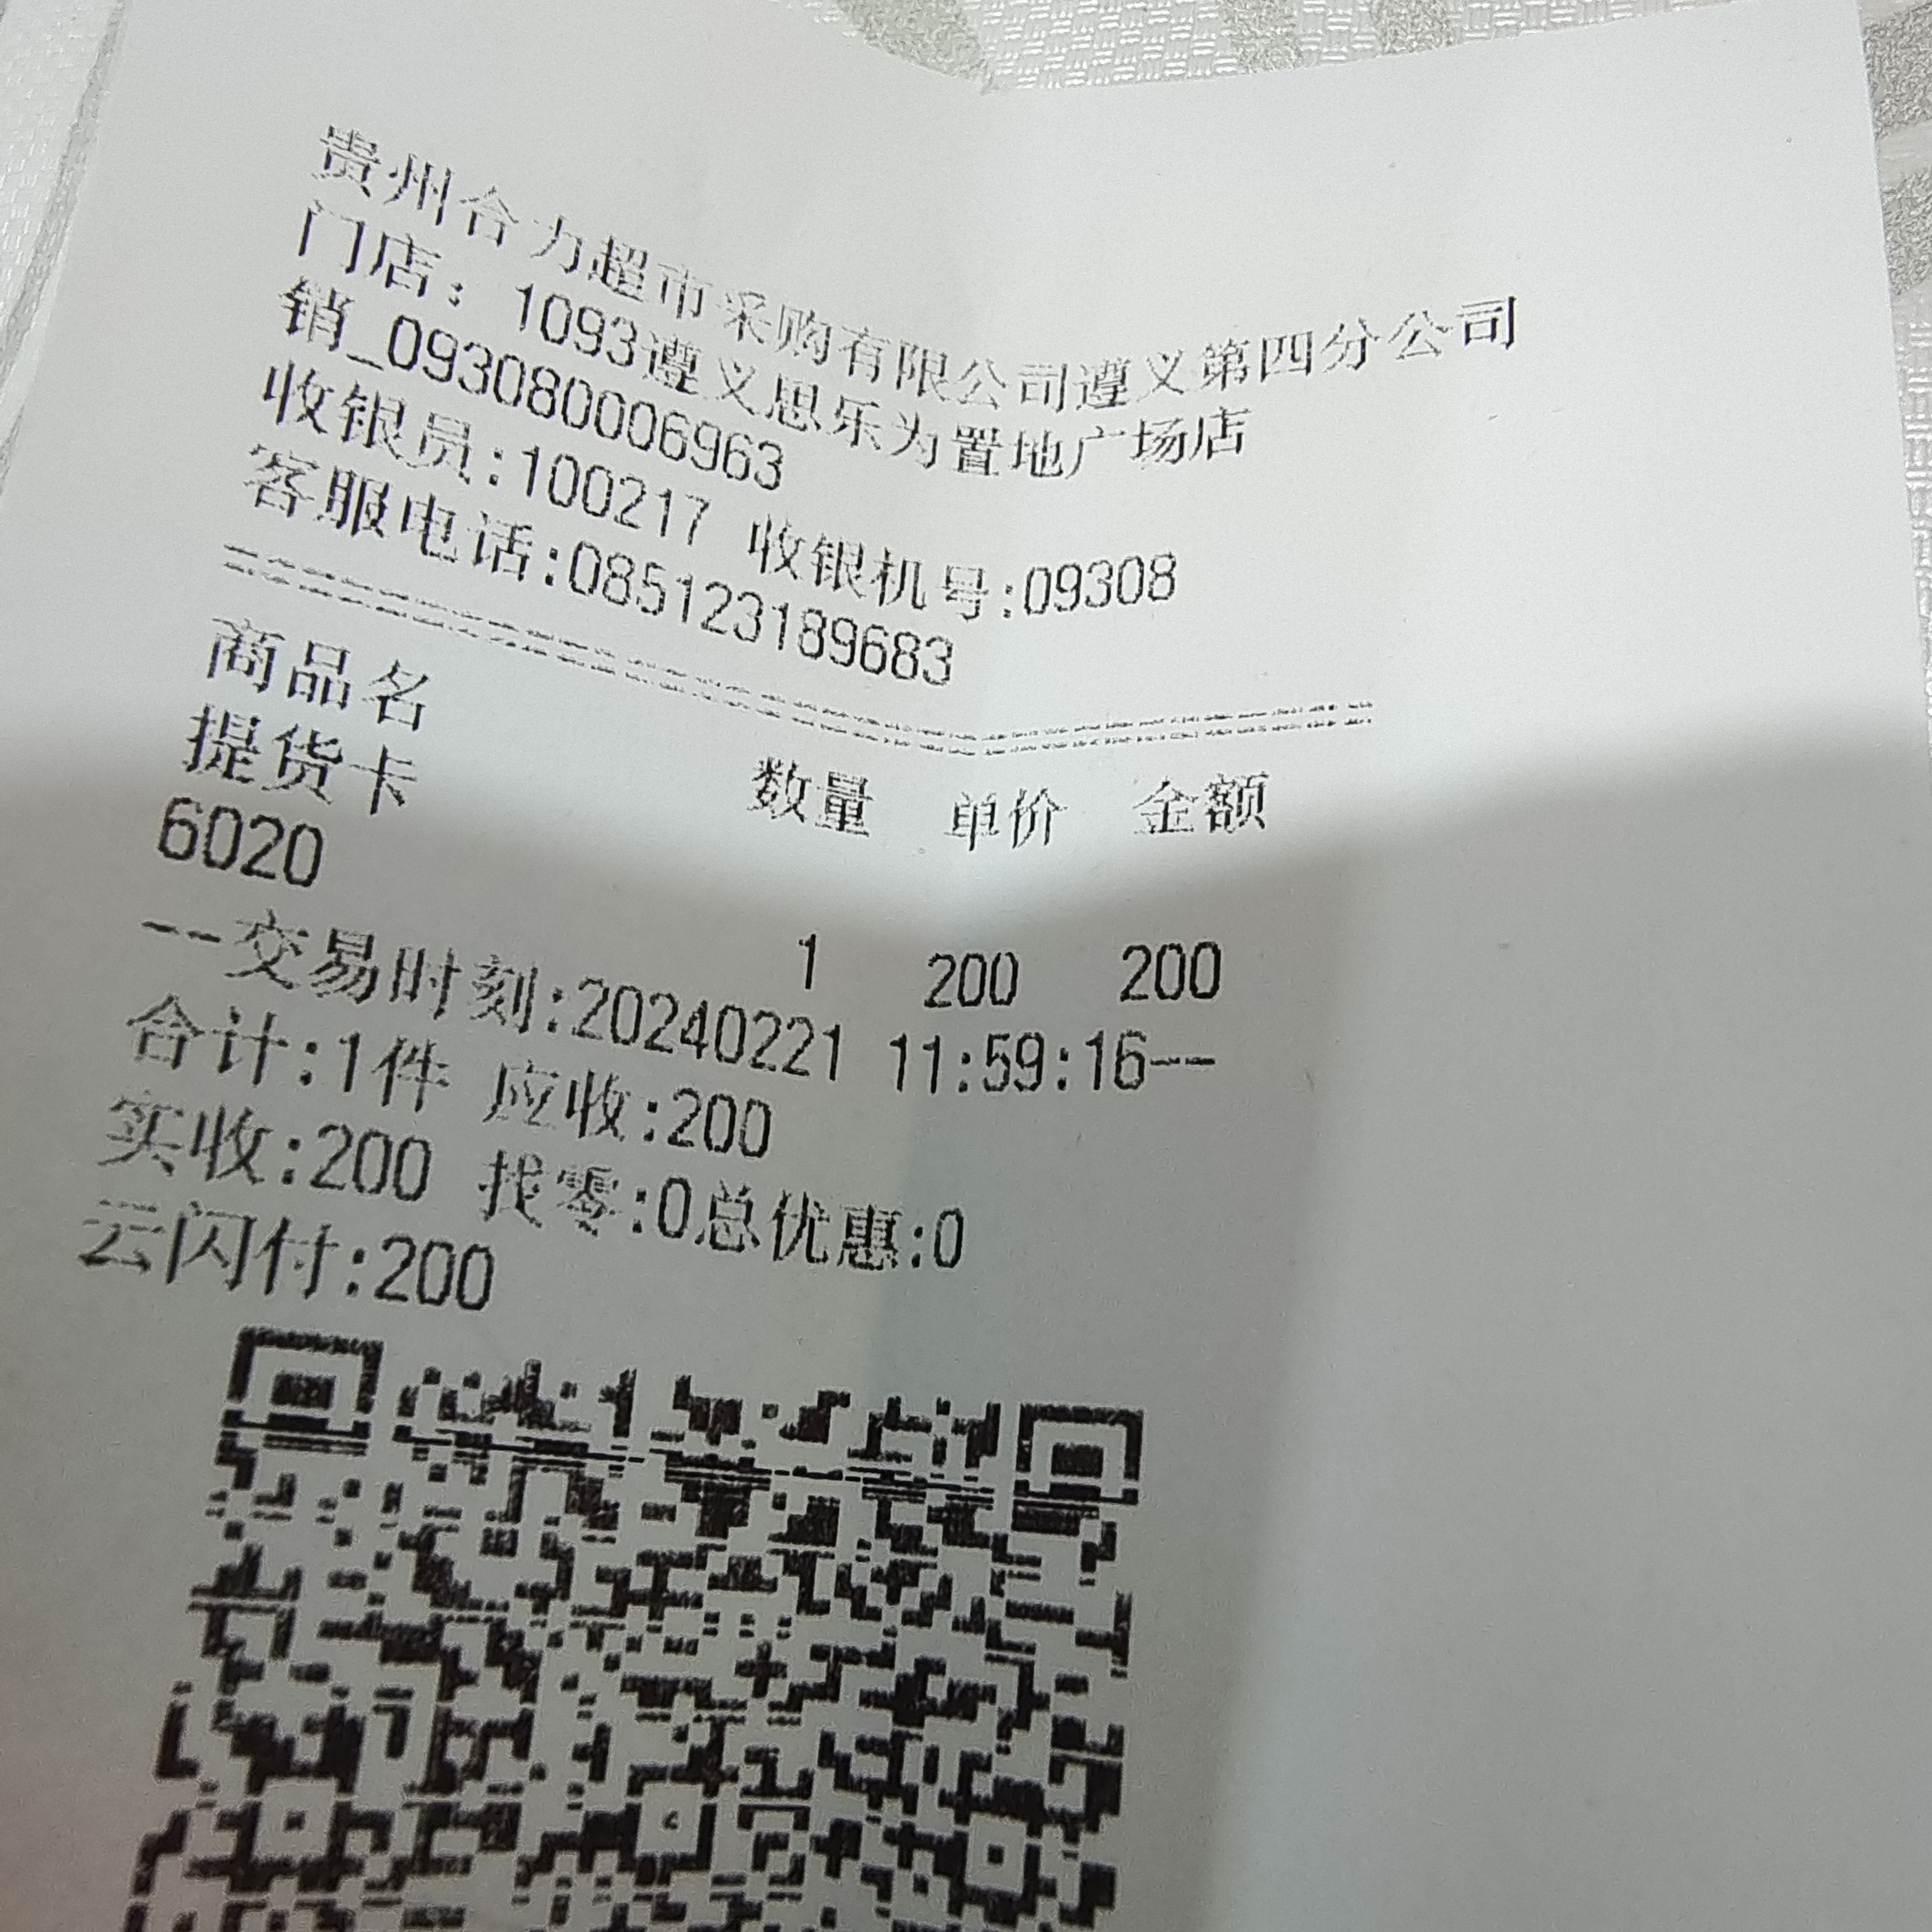 贵州合力超市采购有限公司遵义第四分公司
门店：1093遵义思乐为置地广场店
销_093080006963
收银员:100217 收银机号:09308
客服电话:085123189683
商品名 数量 单价 金额
提货卡
6020 1 200 200
--交易时刻:20240221 11:59:16--
合计:1件 应收:200
实收:200 找零:0总优惠:0
云闪付:200